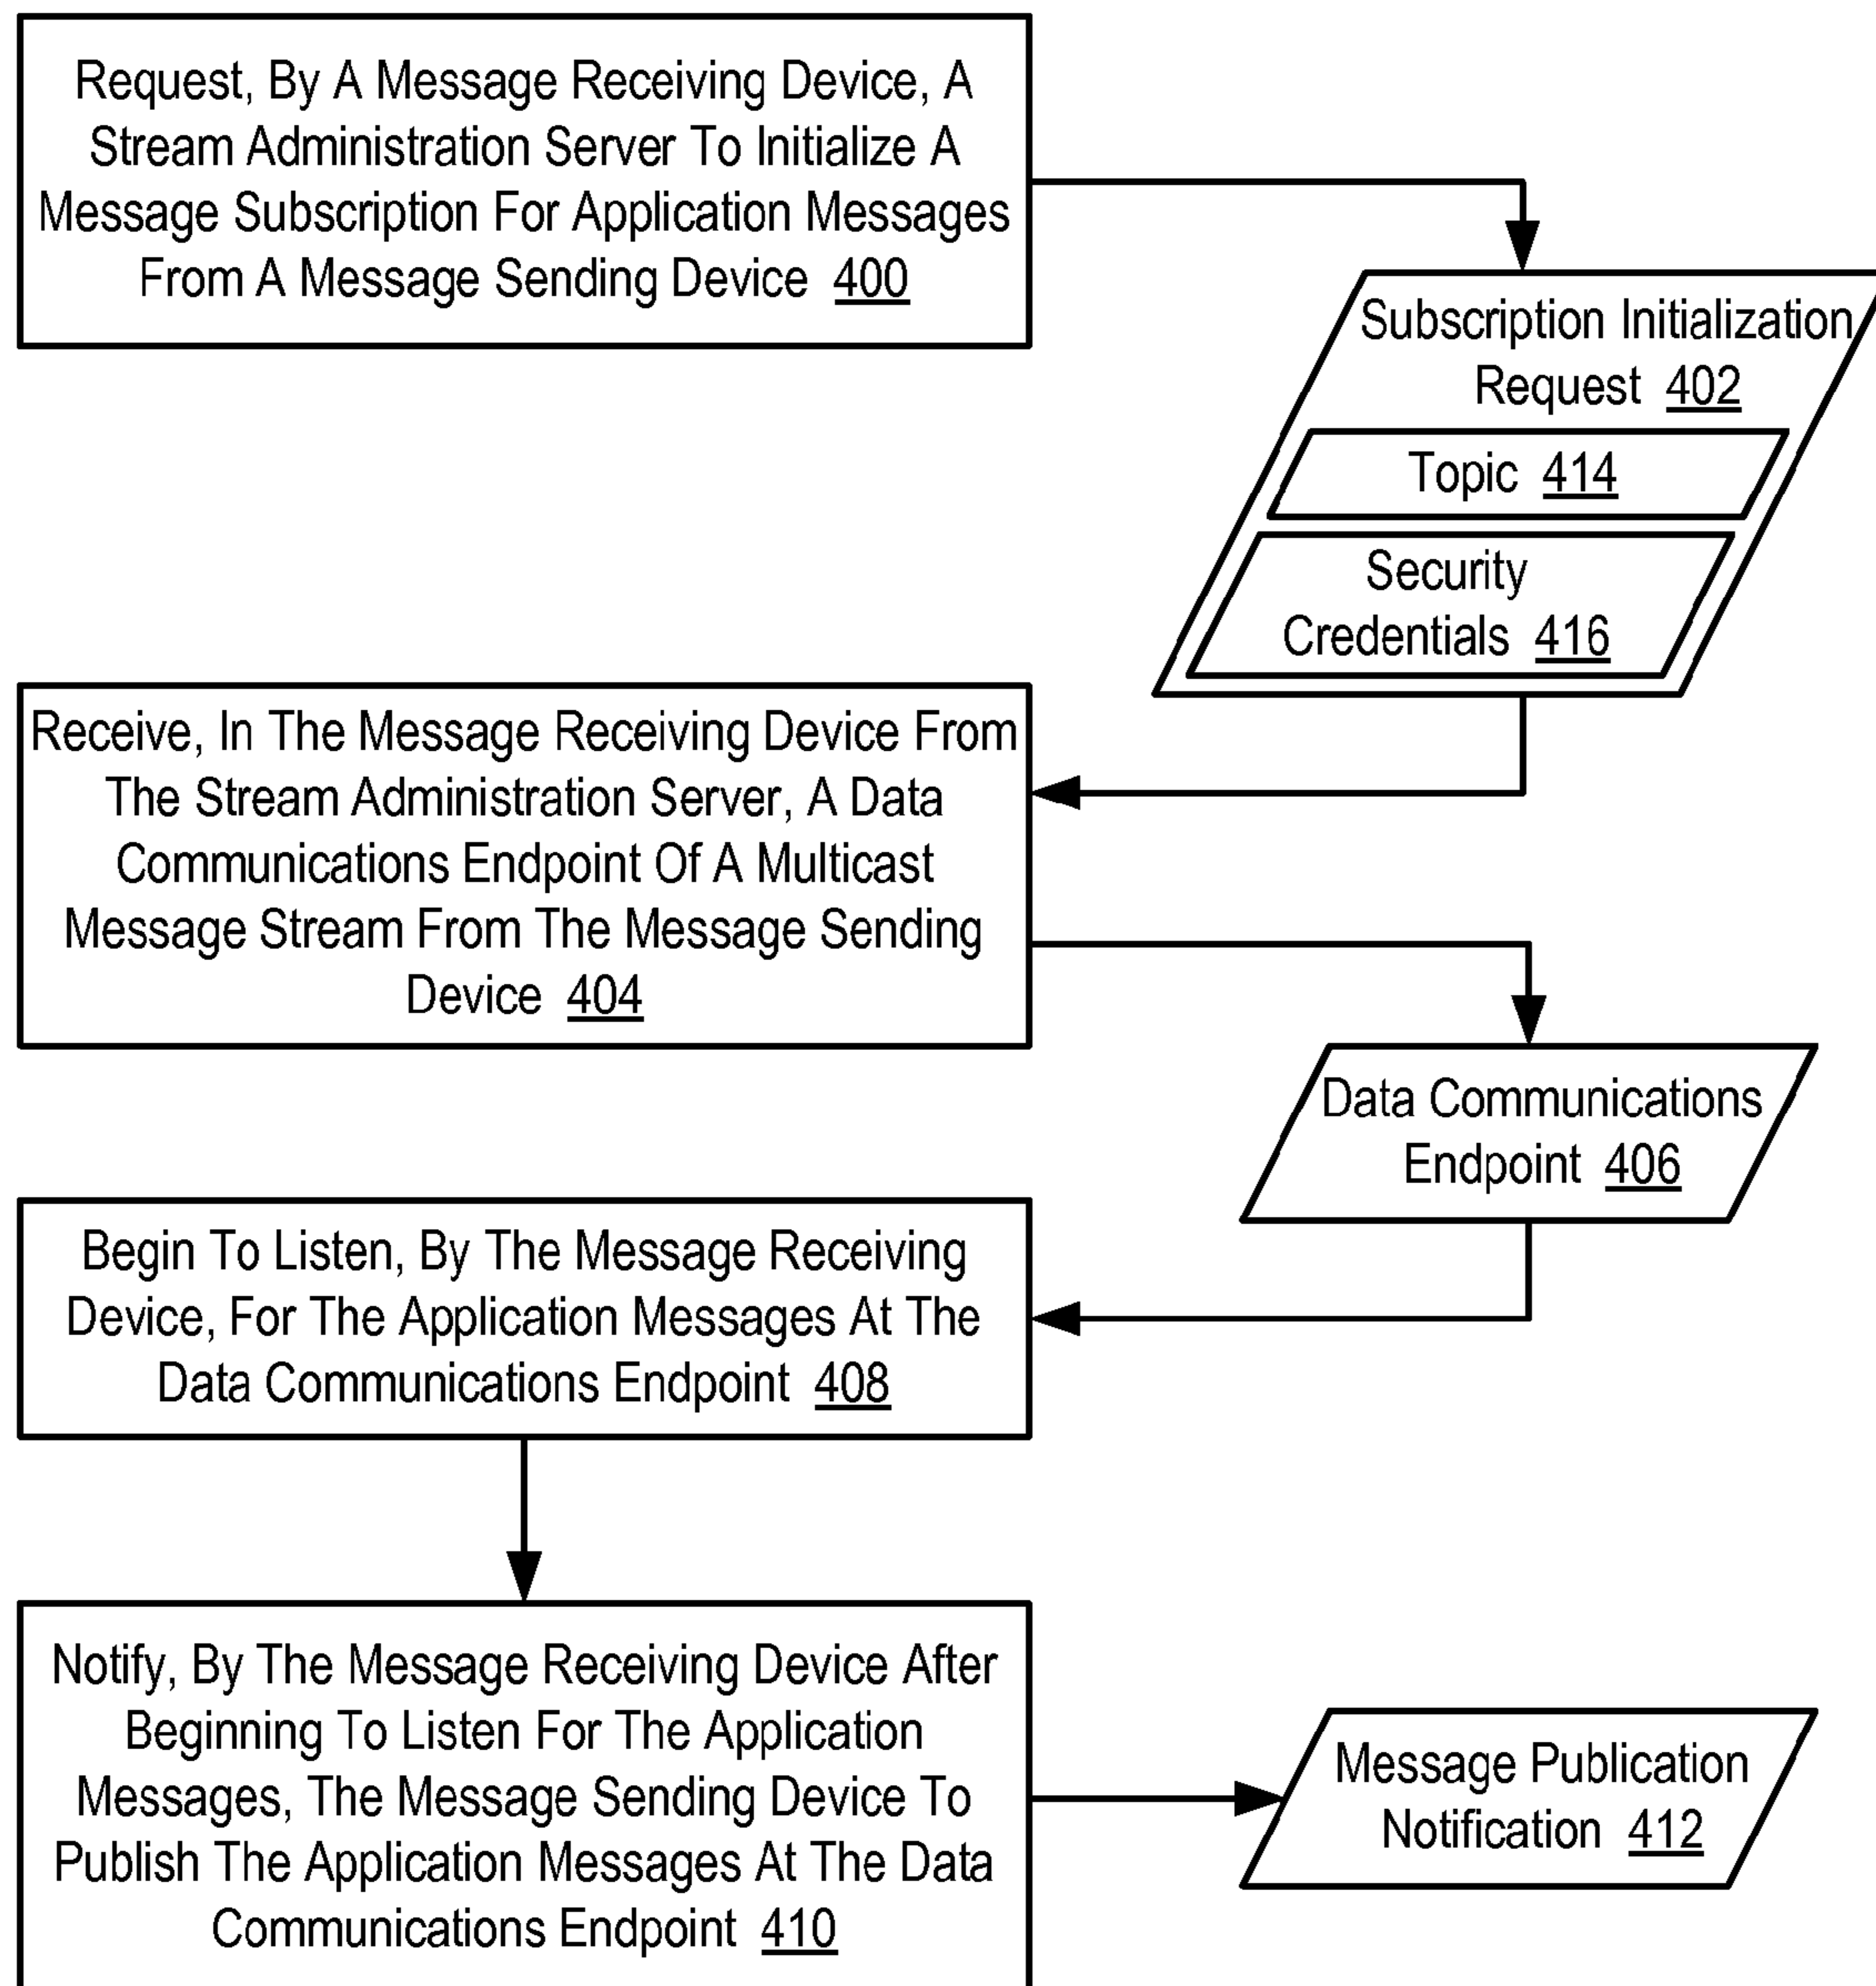 Request, By A Message Receiving Device, A
Stream Administration Server To Initialize A
Message Subscription For Application Messages
From A Message Sending Device 400
Subscription Initialization
Request 402
Topic 414
Security
Credentials 416
Receive, In The Message Receiving Device From
The Stream Administration Server, A Data
Communications Endpoint Of A Multicast
Message Stream From The Message Sending
Device 404
Data Communications
Endpoint 406
Begin To Listen, By The Message Receiving
Device, For The Application Messages At The
Data Communications Endpoint 408
Notify, By The Message Receiving Device After
Beginning To Listen For The Application
Messages, The Message Sending Device To
Publish The Application Messages At The Data
Communications Endpoint 410
Message Publication
Notification 412